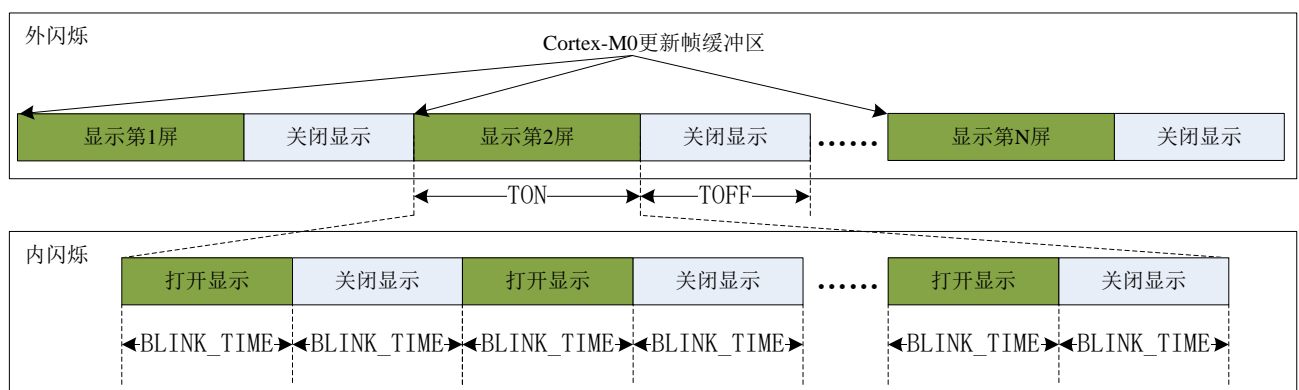 外闪烁
Cortex-M0更新帧缓冲区
显示第1屏 关闭显示 显示第2屏 关闭显示 …… 显示第N屏 关闭显示
TON TOFF
内闪烁
打开显示 关闭显示 打开显示 关闭显示 …… 打开显示 关闭显示
BLINK_TIME BLINK_TIME BLINK_TIME BLINK_TIME BLINK_TIME BLINK_TIME